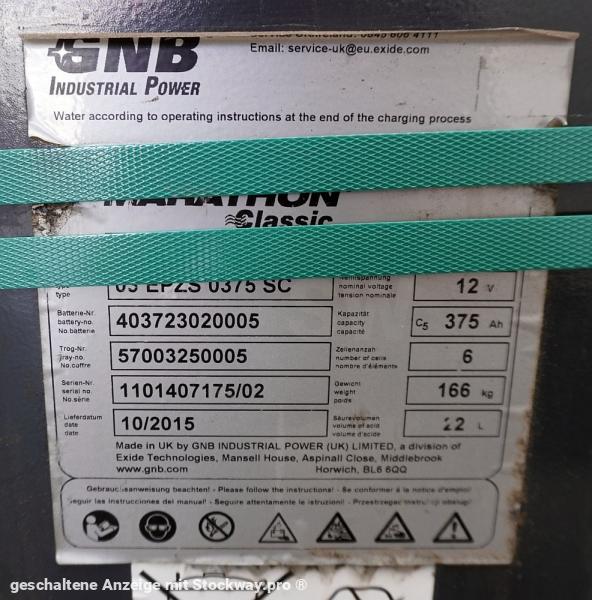 GNB
INDUSTRIAL POWER
Email: service-uk@eu.exide.com
Water according to operating instructions at the end of the charging process
MARATHON
Classic
type
03 EPZS 0375 SC
Nennspannung
nominal voltage
tension nominale
12 V
Batterie-Nr.
battery-no.
No.batterie
403723020005
Kapazität
capacity
capacité
C5 375 Ah
Trog-Nr.
tray-no.
No.coffre
57003250005
Zellenanzahl
number of cells
nombre d'éléments
6
Serien-Nr.
serial no.
No.série
1101407175/02
Gewicht
weight
poids
166 kg
Lieferdatum
date
date
10/2015
Säurevolumen
volume of acid
volume d'acide
22 L
Made in UK by GNB INDUSTRIAL POWER (UK) LIMITED, a division of
Exide Technologies, Mansell House, Aspinall Close, Middlebrook
www.gnb.com Horwich, BL6 6QQ
Gebrauchsanweisung beachten! - Please follow the instructions! - Se conformer à la notice d'emploi!
Seguir las instrucciones del manual! - Seguire attentamente le istruzioni! - Przestrzegac instrukcji obslugi!
geschaltene Anzeige mit Stockway.pro ®